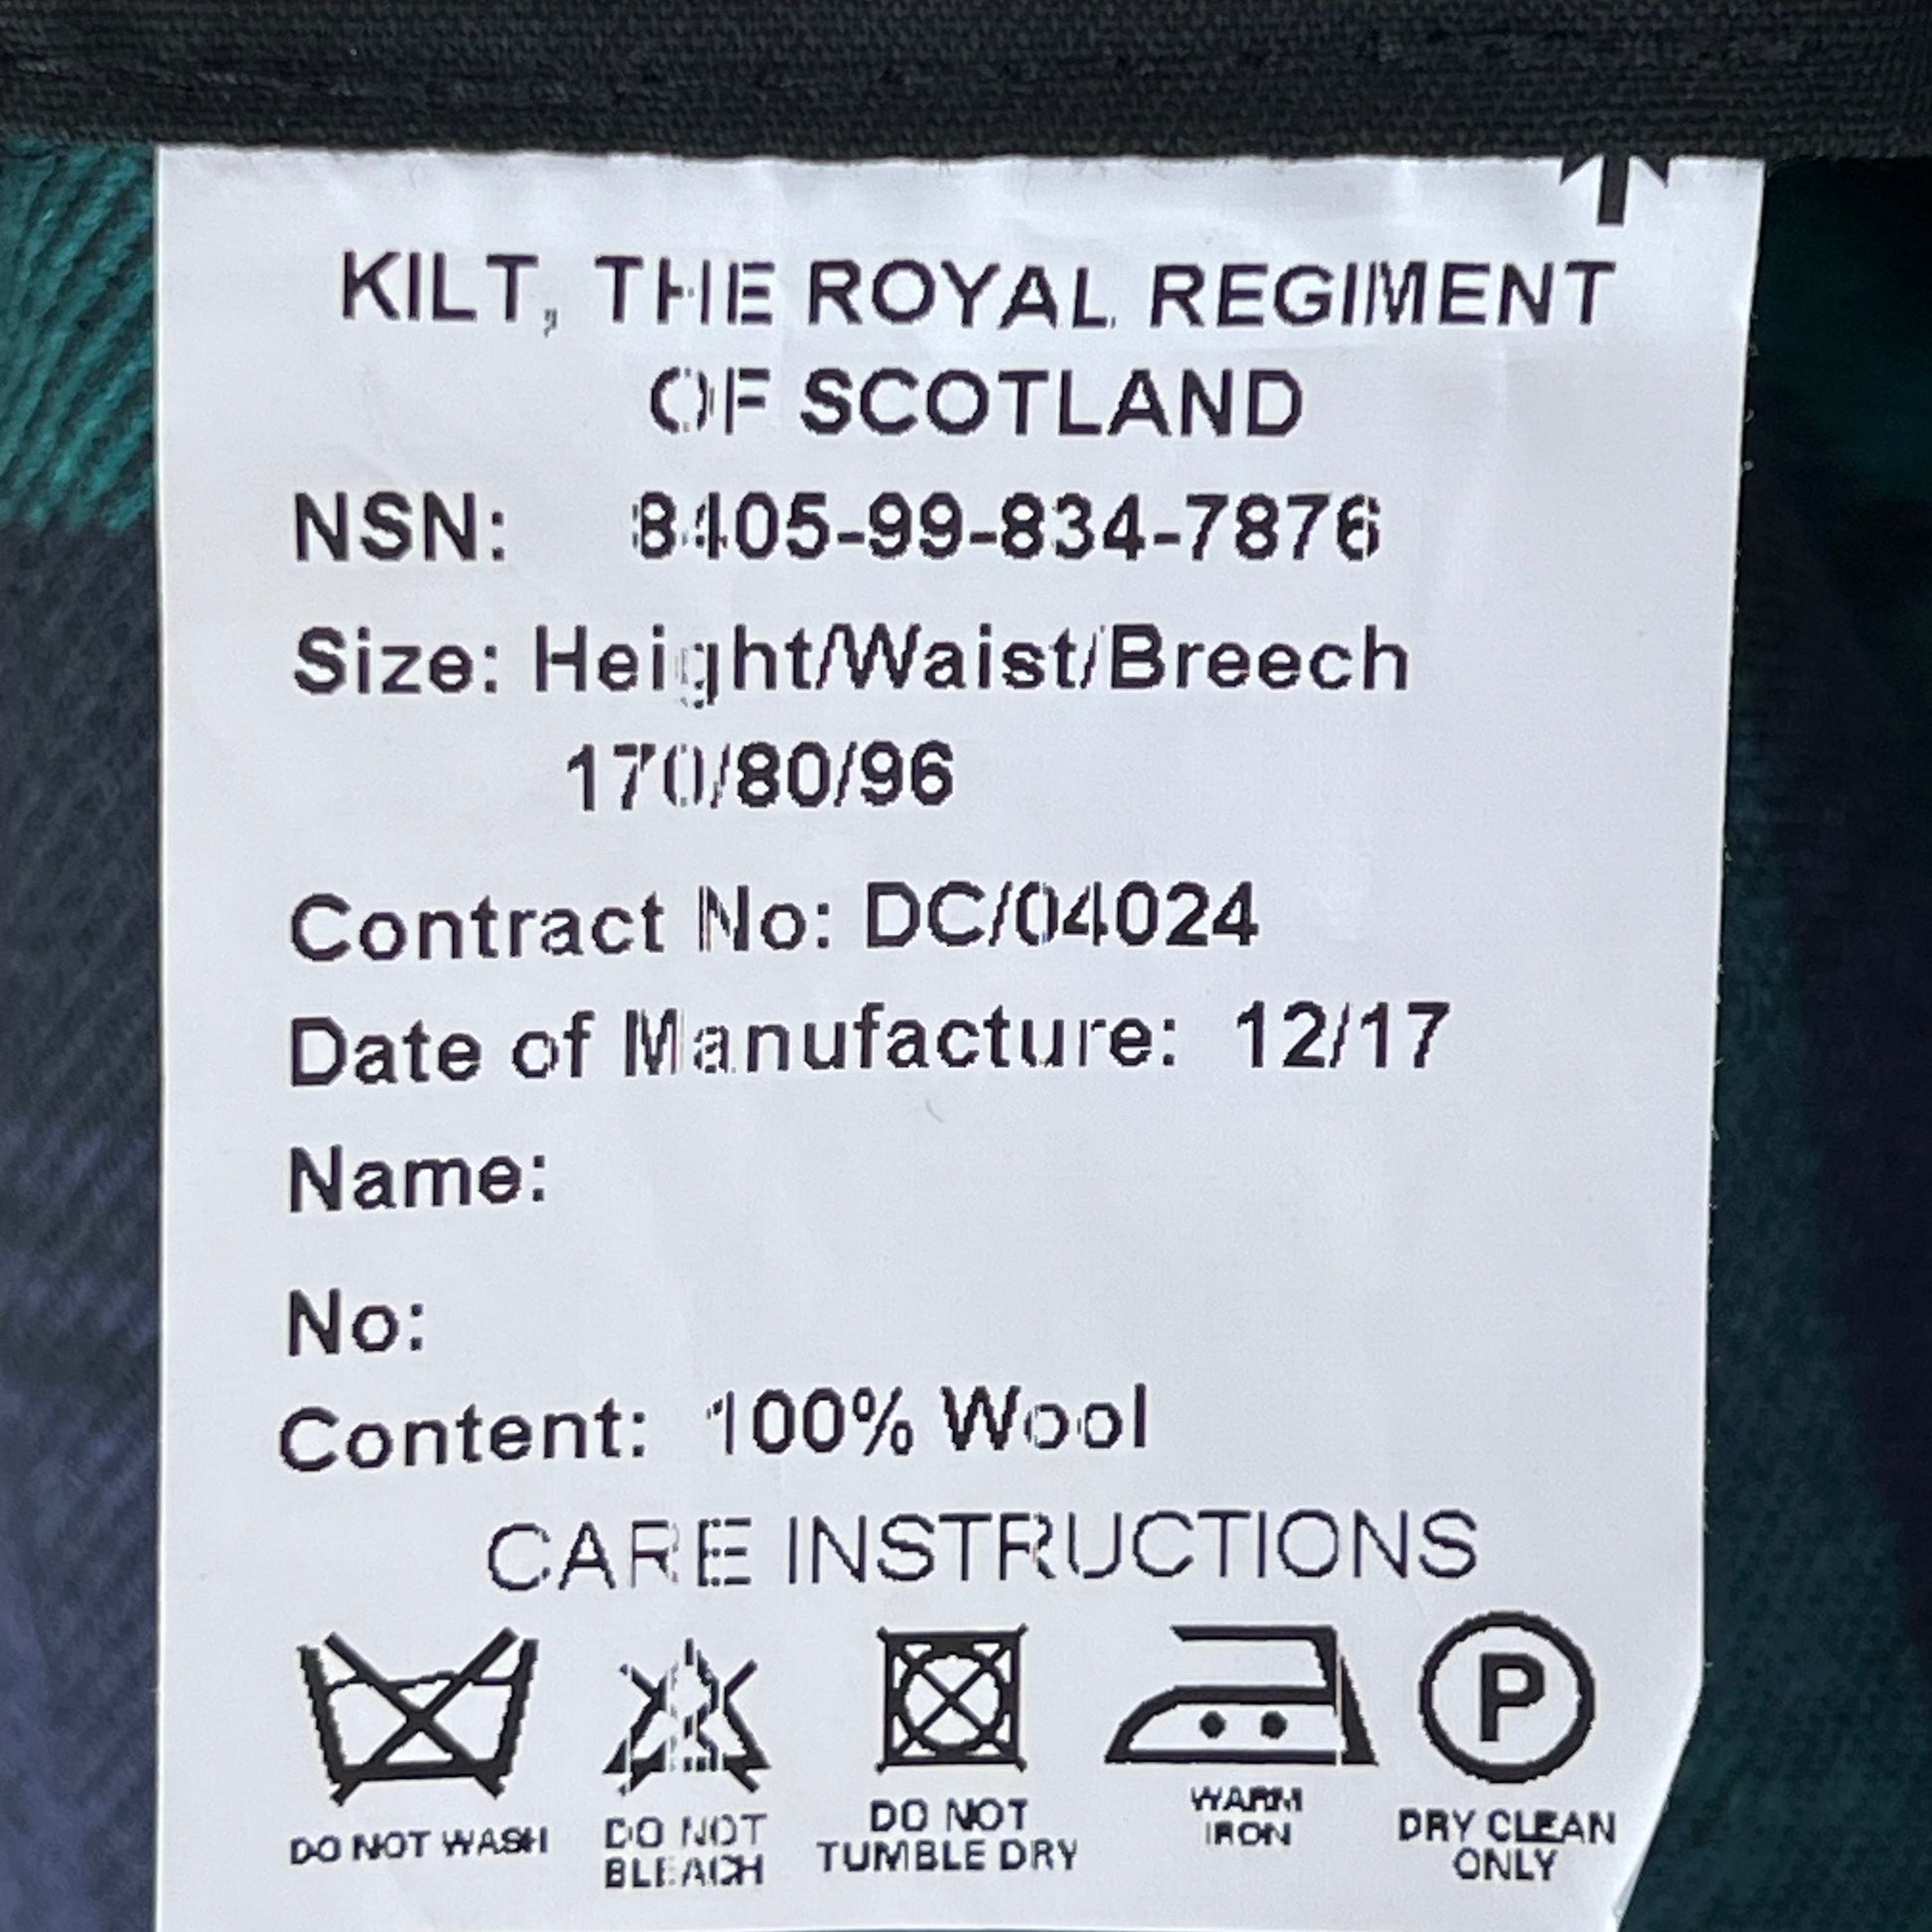 KILT, THE ROYAL REGIMENT
OF SCOTLAND
NSN: 8405-99-834-7876
Size: Height/Waist/Breech
170/80/96
Contract No: DC/04024
Date of Manufacture: 12/17
Name:
No:
Content: 100% Wool
CARE INSTRUCTIONS
P
DO NOT WASH
DO NOT
BLEACH
DO NOT
TUMBLE DRY
WARM
IRON
DRY CLEAN
ONLY